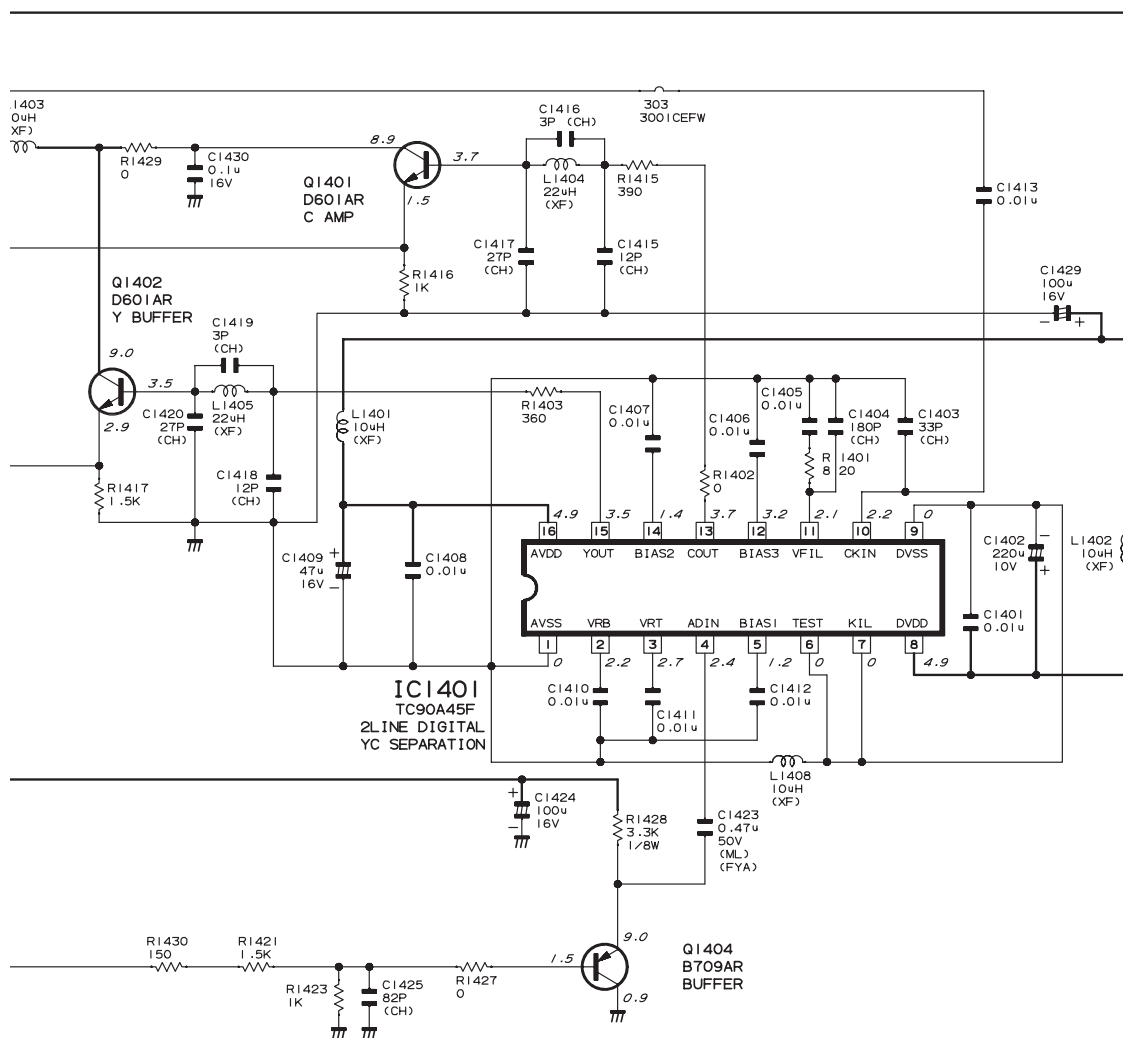 303
3001CEFW
L1403
0uH
XF)
R1429
0
C1430
0.1u
16V
8.9
3.7
1.5
Q1401
D601AR
C AMP
C1416
3P (CH)
L1404
22uH
(XF)
R1415
390
C1413
0.01u
C1417
27P
(CH)
C1415
12P
(CH)
R1416
1K
C1429
100u
16V
- +
Q1402
D601AR
Y BUFFER
C1419
3P
(CH)
9.0
3.5
2.9
C1420
27P
(CH)
L1405
22uH
(XF)
L1401
10uH
(XF)
R1403
360
C1407
0.01u
C1406
0.01u
C1405
0.01u
C1404
180P
(CH)
C1403
33P
(CH)
R1401
820
R1402
0
R1417
1.5K
C1418
12P
(CH)
C1409
47u
16V
+
-
C1408
0.01u
4.9 3.5 1.4 3.7 3.2 2.1 2.2 0
16 15 14 13 12 11 10 9
AVDD YOUT BIAS2 COUT BIAS3 VFIL CKIN DVSS
AVSS VRB VRT ADIN BIAS1 TEST KIL DVDD
1 2 3 4 5 6 7 8
0 2.2 2.7 2.4 1.2 0 0 4.9
C1402
220u
10V
-
+
L1402
10uH
(XF)
C1401
0.01u
IC1401
TC90A45F
2LINE DIGITAL
YC SEPARATION
C1410
0.01u
C1411
0.01u
C1412
0.01u
L1408
10uH
(XF)
+
-
C1424
100u
16V
R1428
3.3K
1/8W
C1423
0.47u
50V
(ML)
(FYA)
R1430
150
R1421
1.5K
R1423
1K
C1425
82P
(CH)
R1427
0
1.5
9.0
0.9
Q1404
B709AR
BUFFER